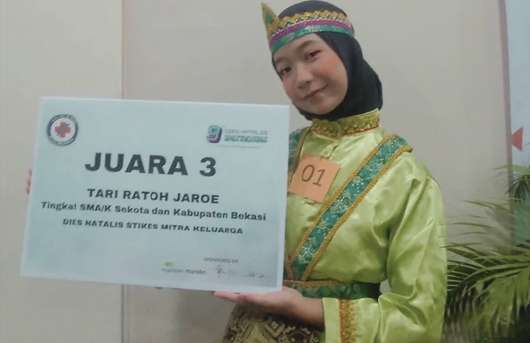 JUARA 3
TARI RATOH JAROE
Tingkat SMA/K Sekota dan Kabupaten Bekasi
DIES NATALIS STIKES MITRA KELUARGA
01